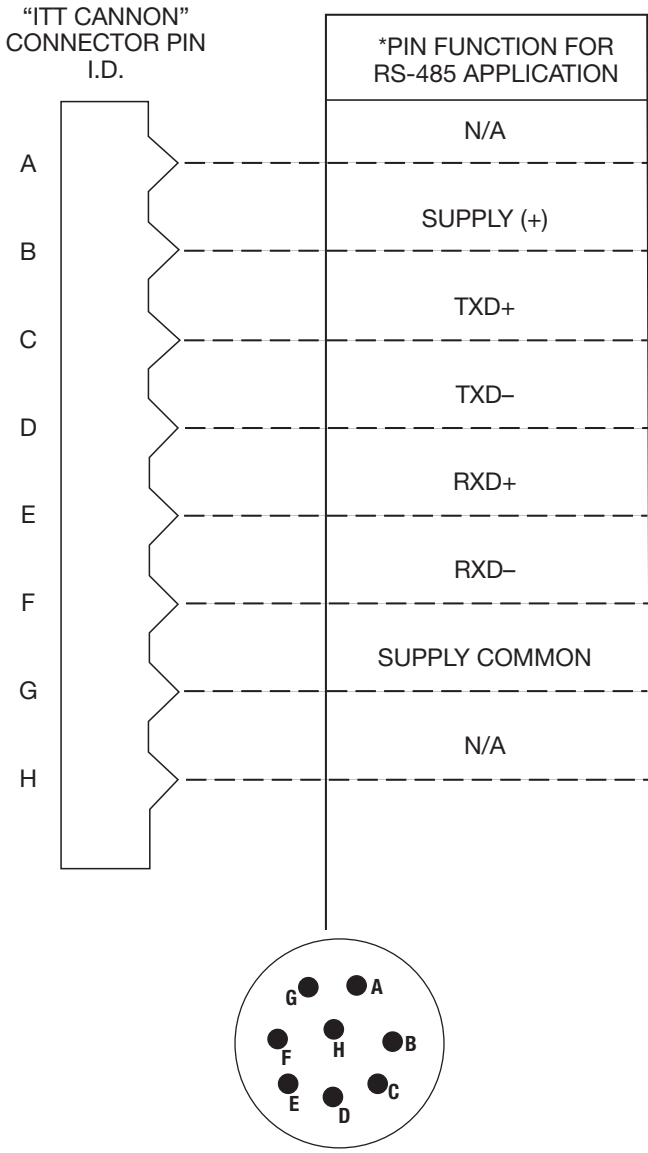 “ITT CANNON”
CONNECTOR PIN
I.D.
*PIN FUNCTION FOR
RS-485 APPLICATION
N/A
A
SUPPLY (+)
B
TXD+
C
TXD–
D
RXD+
E
RXD–
F
SUPPLY COMMON
G
N/A
H
G
A
F
H
B
E
D
C